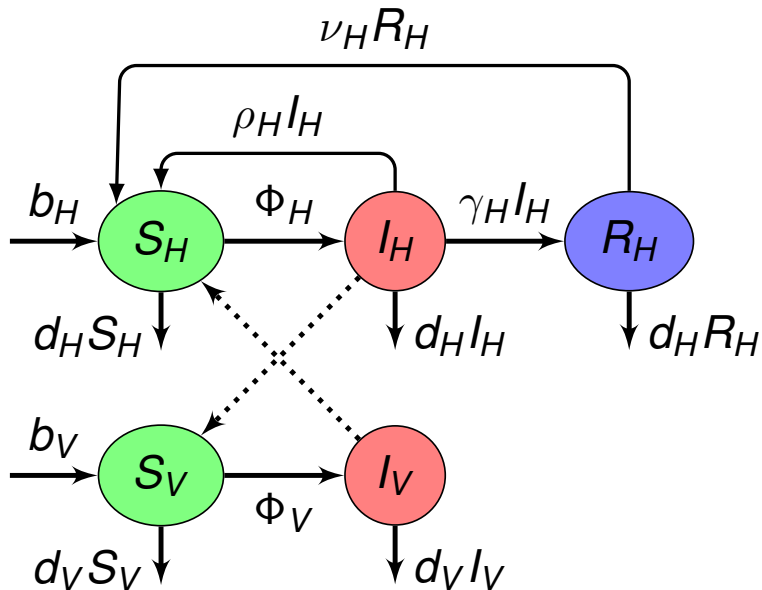 ν_H R_H
ρ_H I_H
b_H
Φ_H
γ_H I_H
S_H
I_H
R_H
d_H S_H
d_H I_H
d_H R_H
b_V
S_V
Φ_V
I_V
d_V S_V
d_V I_V